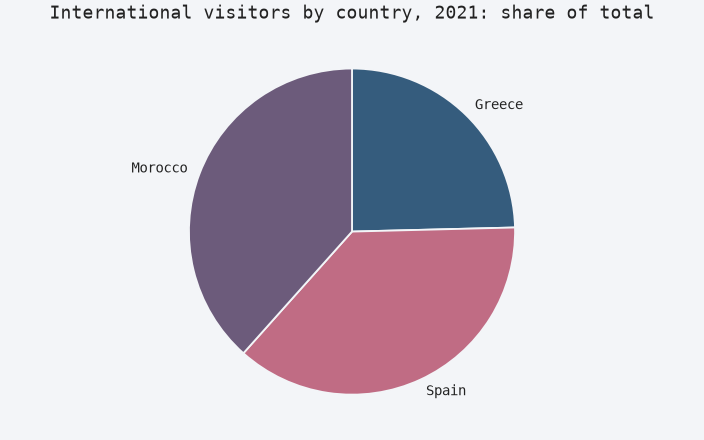 International visitors by country, 2021: share of total
Greece
Morocco
Spain